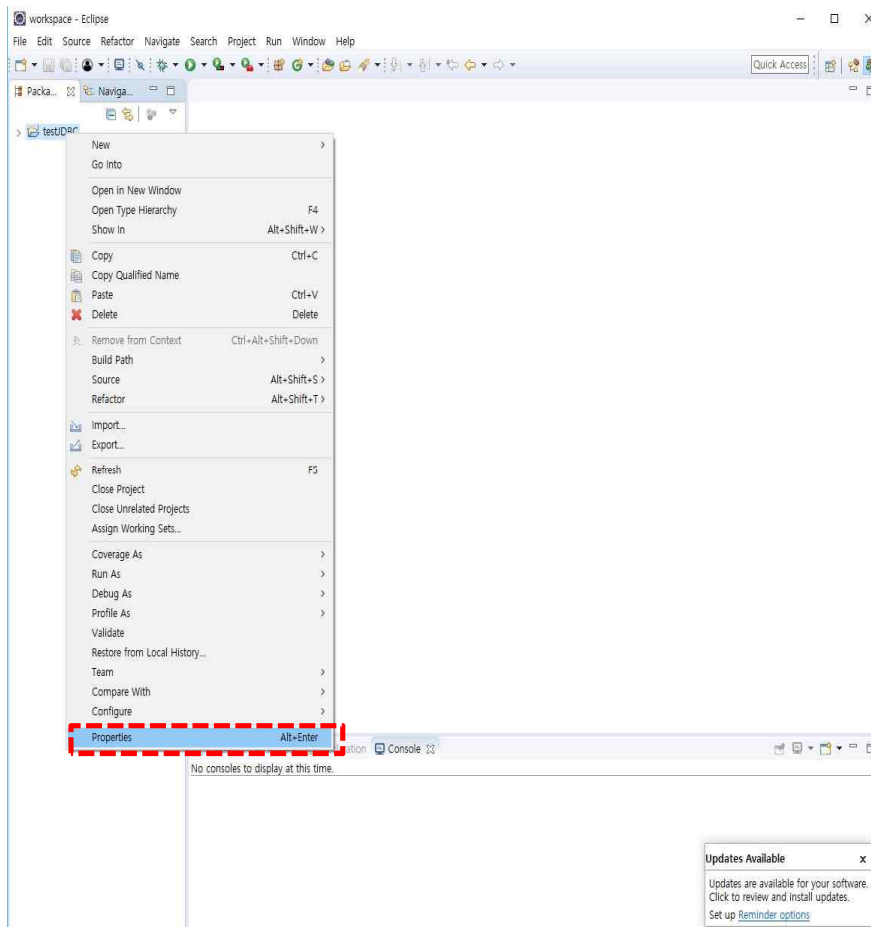 workspace - Eclipse
File Edit Source Refactor Navigate Search Project Run Window Help
Quick Access
Packa... Naviga...
testJDBC
New
Go Into
Open in New Window
Open Type Hierarchy F4
Show In Alt+Shift+W >
Copy Ctrl+C
Copy Qualified Name
Paste Ctrl+V
Delete Delete
Remove from Context Ctrl+Alt+Shift+Down
Build Path >
Source Alt+Shift+S >
Refactor Alt+Shift+T >
Import...
Export...
Refresh F5
Close Project
Close Unrelated Projects
Assign Working Sets...
Coverage As >
Run As >
Debug As >
Profile As >
Validate
Restore from Local History...
Team >
Compare With >
Configure >
Properties Alt+Enter
ation Console
No consoles to display at this time.
Updates Available x
Updates are available for your software.
Click to review and install updates.
Set up Reminder options